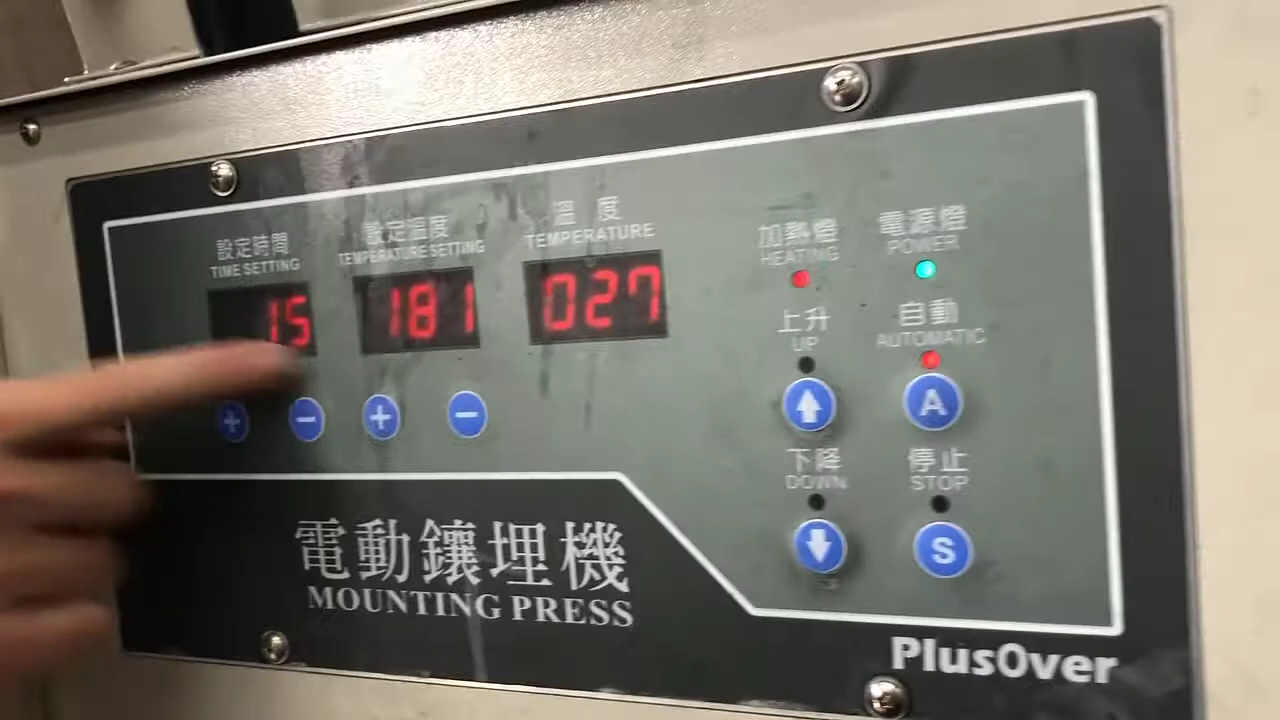 設定時間
TIME SETTING
設定溫度
TEMPERATURE SETTING
溫度
TEMPERATURE
加熱燈
HEATING
電源燈
POWER
15
181
027
上升
UP
自動
AUTOMATIC
+
−
+
−
A
下降
DOWN
停止
STOP
S
電動鑲埋機
MOUNTING PRESS
PlusOver